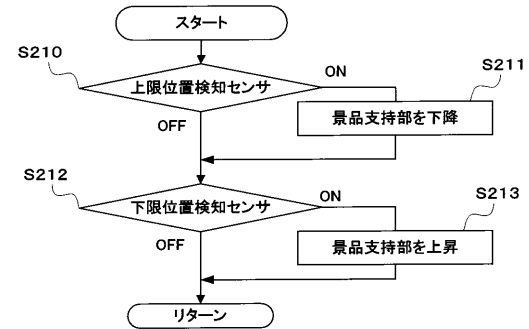 スタート
S210
上限位置検知センサ
ON
S211
景品支持部を下降
OFF
S212
下限位置検知センサ
ON
S213
景品支持部を上昇
OFF
リターン